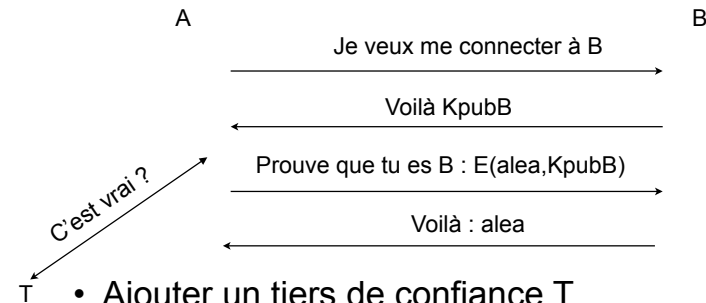 A B
Je veux me connecter à B
Voilà KpubB
Prouve que tu es B : E(alea,KpubB)
C'est vrai ?
Voilà : alea
T
• Ajouter un tiers de confiance T